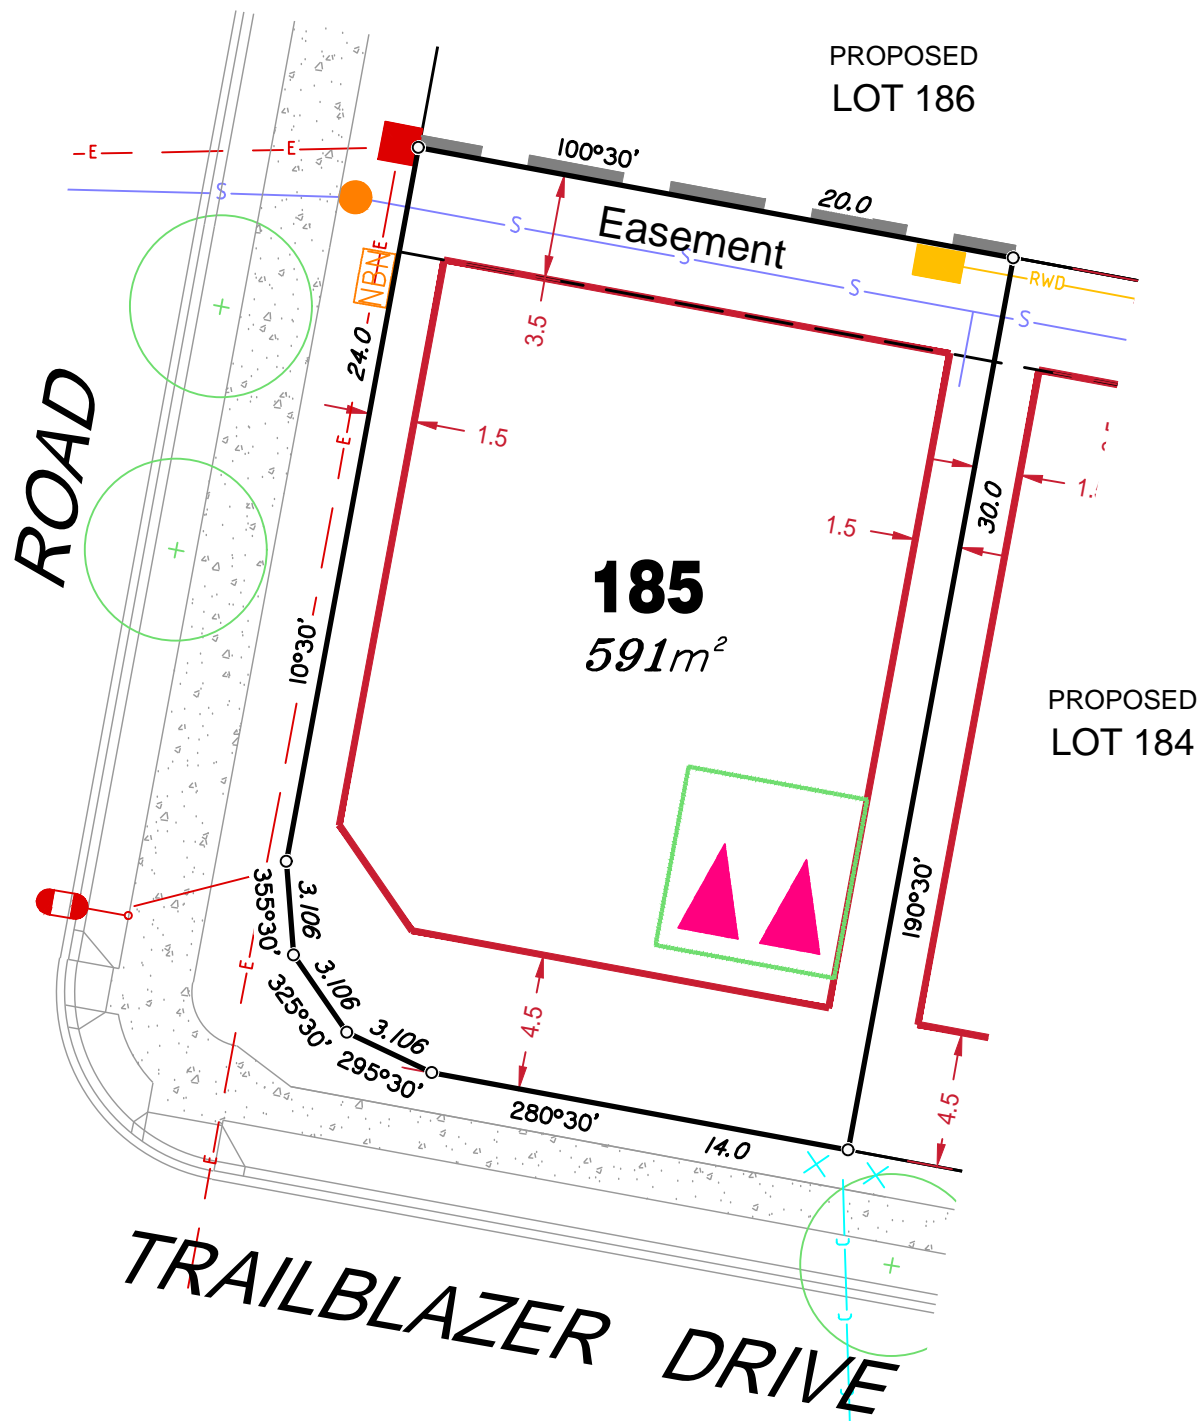 PROPOSED
LOT 186
E
E
100°30'
20.0
S
Easement
S
E
S
NBN
RWD
S
S
3.5
24.0
ROAD
E
1.5
1.5
30.0
185
591m²
10°30'
PROPOSED
LOT 184
190°30'
3.106
355°30'
E
3.106
325°30'
3.106
295°30'
4.5
280°30'
14.0
4.5
E
TRAILBLAZER DRIVE